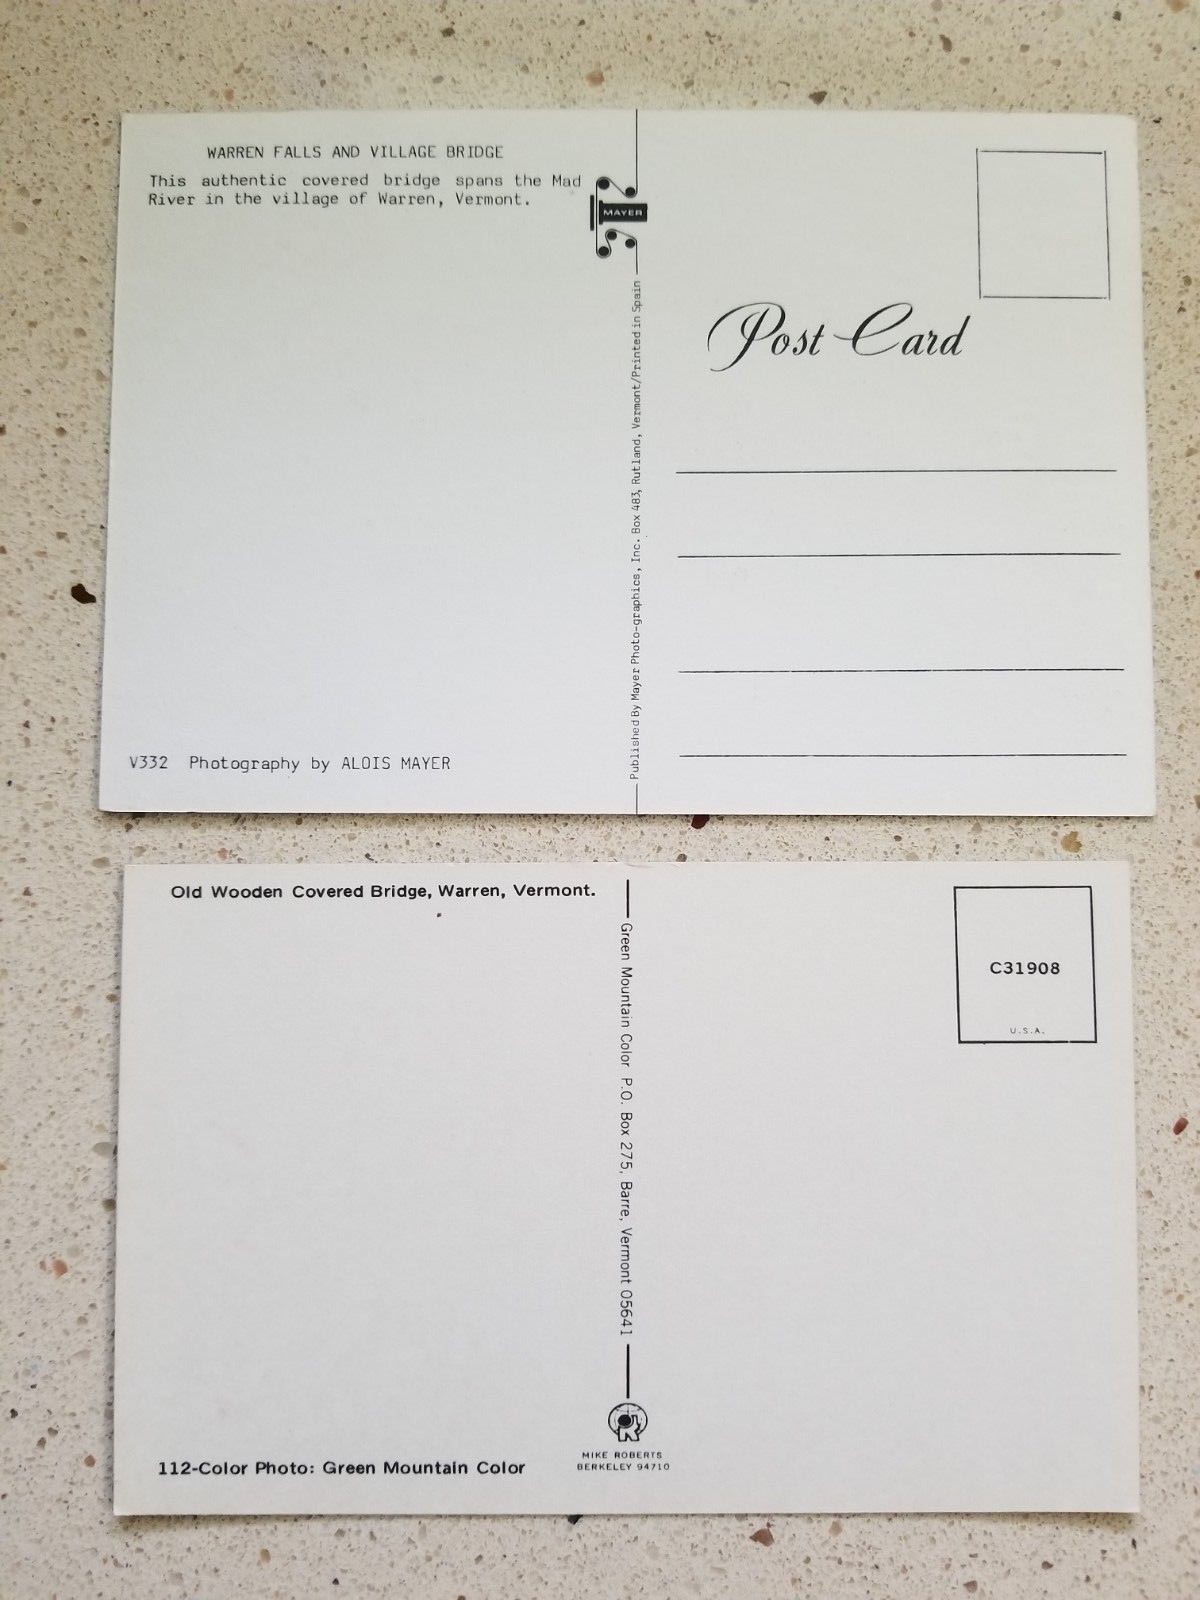 WARREN FALLS AND VILLAGE BRIDGE
This authentic covered bridge spans the Mad
River in the village of Warren, Vermont.
MAYER
Published By Mayer Photo-graphics, Inc. Box 483, Rutland, Vermont/Printed in Spain
Post Card
V332 Photography by ALOIS MAYER
Old Wooden Covered Bridge, Warren, Vermont.
Green Mountain Color P.O. Box 275, Barre, Vermont 05641
C31908
U.S.A.
MIKE ROBERTS
BERKELEY 94710
112-Color Photo: Green Mountain Color